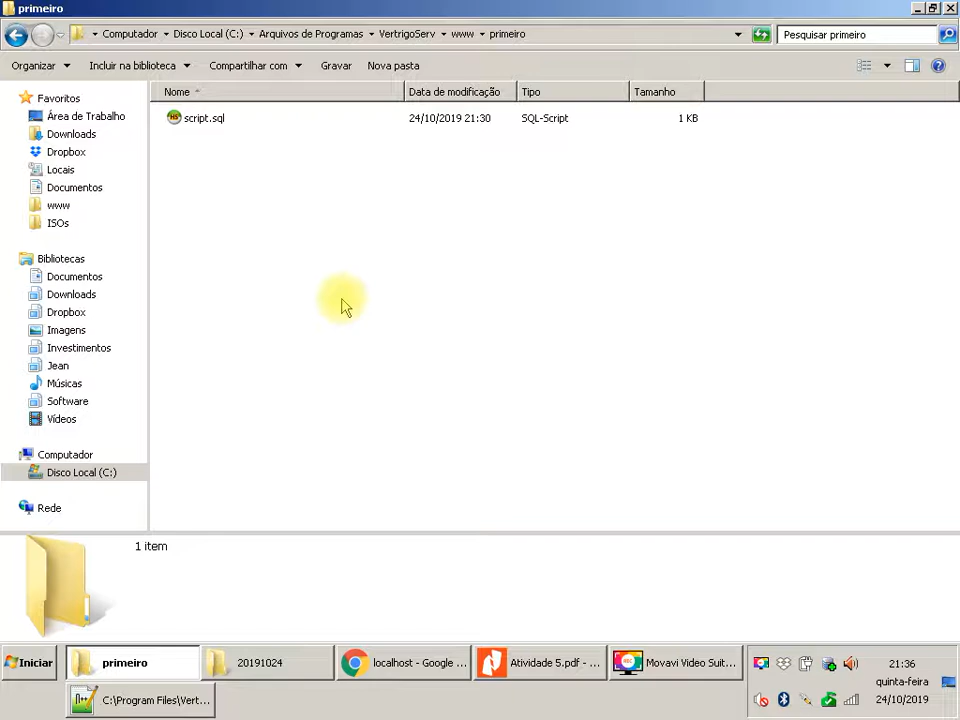 primeiro
Computador
Disco Local (C:)
Arquivos de Programas
VertrigoServ
www
primeiro
Pesquisar primeiro
Organizar
Incluir na biblioteca
Compartilhar com
Gravar
Nova pasta
Nome
Data de modificação
Tipo
Tamanho
script.sql
24/10/2019 21:30
SQL-Script
1 KB
Favoritos
Área de Trabalho
Downloads
Dropbox
Locais
Documentos
www
ISOs
Bibliotecas
Documentos
Downloads
Dropbox
Imagens
Investimentos
Jean
Músicas
Software
Vídeos
Computador
Disco Local (C:)
Rede
1 item
Iniciar
primeiro
20191024
localhost - Google ...
Atividade 5.pdf - ...
Movavi Video Suit...
C:\Program Files\Vert...
21:36
quinta-feira
24/10/2019